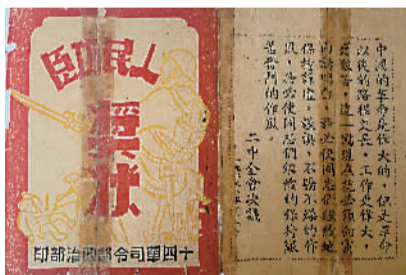 人民功臣
奬狀
十四軍司令部政治部印
中國的革命是偉大的，但革命
以後的路程更長，工作更偉大，
更艱苦，這一點現在就必須向黨
內講明白，務必使同志們繼續地
保持謙虛、謹慎、不驕不燥的作
風，務必使同志們繼續的保持艱
苦奮鬥的作風。
二中全會決議